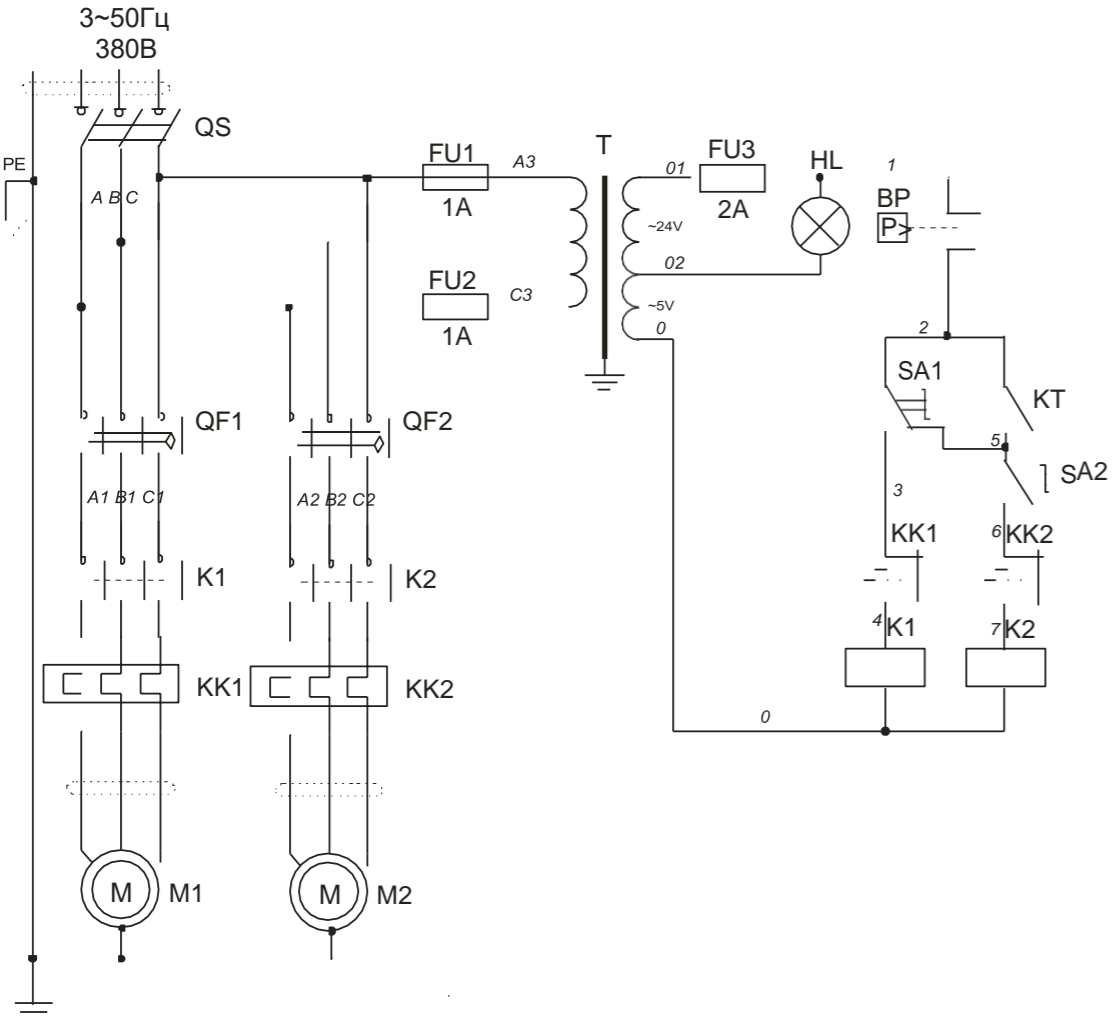 3~50Гц
380В
QS
PE
A B C
FU1
1A
A3
T
01
FU3
2A
HL
1
BP
P>
~24V
02
FU2
1A
C3
~5V
0
2
SA1
KT
QF1
QF2
5
SA2
A1 B1 C1
A2 B2 C2
3
KK1
6
KK2
K1
K2
4
K1
7
K2
KK1
KK2
0
M
M1
M
M2